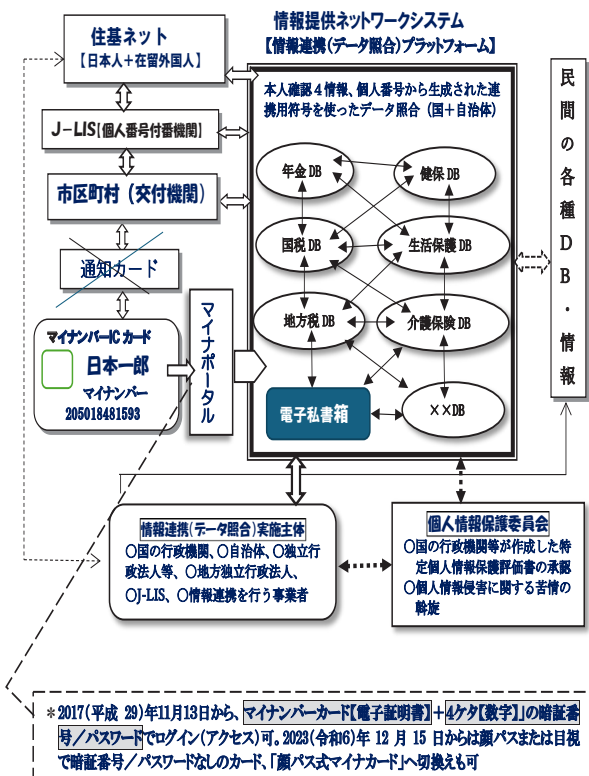 情報提供ネットワークシステム
【情報連携（データ照合）プラットフォーム】
住基ネット
【日本人＋在留外国人】
J－LIS【個人番号付番機関】
市区町村（交付機関）
通知カード
マイナンバーICカード
日本一郎
マイナンバー
205018481593
マイナポータル
本人確認４情報、個人番号から生成された連
携用符号を使ったデータ照合（国＋自治体）
年金DB
健保DB
国税DB
生活保護DB
地方税DB
介護保険DB
電子私書箱
××DB
民間の各種DB・情報
情報連携（データ照合）実施主体
〇国の行政機関、〇自治体、〇独立行
政法人等、〇地方独立行政法人、
〇J-LIS、〇情報連携を行う事業者
個人情報保護委員会
〇国の行政機関等が作成した特
定個人情報保護評価書の承認
〇個人情報侵害に関する苦情の
斡旋
＊2017（平成 29）年11月13日から、マイナンバーカード【電子証明書】＋4ケタ【数字】」の暗証番
号／パスワードでログイン（アクセス）可。2023（令和6）年 12 月 15 日からは顔パスまたは目視
で暗証番号／パスワードなしのカード、「顔パス式マイナカード」へ切換えも可